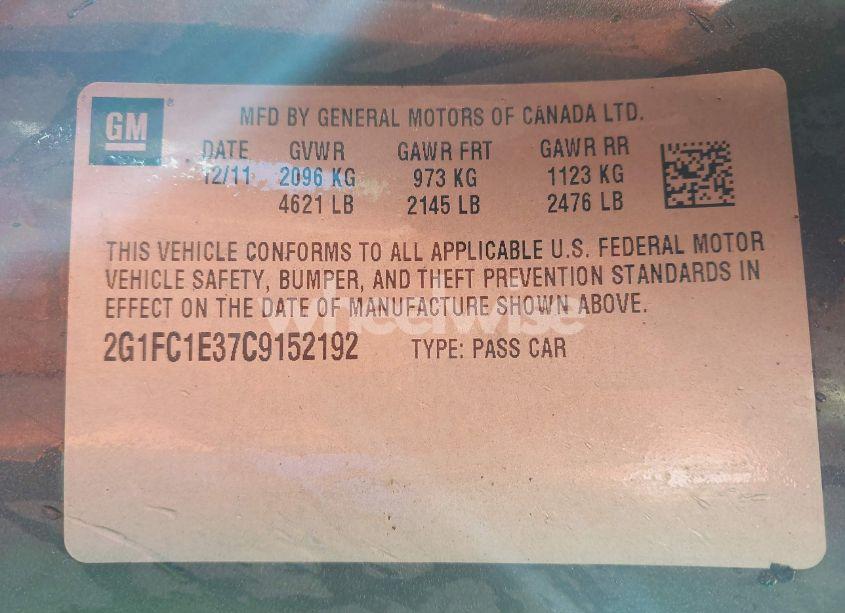 GM
MFD BY GENERAL MOTORS OF CANADA LTD.
DATE GVWR GAWR FRT GAWR RR
12/11 2096 KG 973 KG 1123 KG
4621 LB 2145 LB 2476 LB
THIS VEHICLE CONFORMS TO ALL APPLICABLE U.S. FEDERAL MOTOR
VEHICLE SAFETY, BUMPER, AND THEFT PREVENTION STANDARDS IN
EFFECT ON THE DATE OF MANUFACTURE SHOWN ABOVE.
wheelwise
2G1FC1E37C9152192 TYPE: PASS CAR